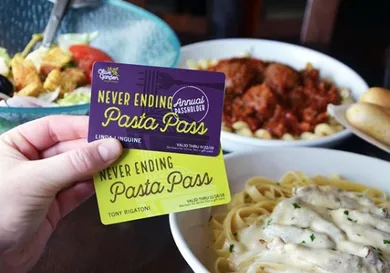 Olive Garden
NEVER ENDING
Annual
PASSHOLDER
Pasta Pass
LINDA LINGUINE
NEVER ENDING
Pasta Pass
TONY RIGATONI